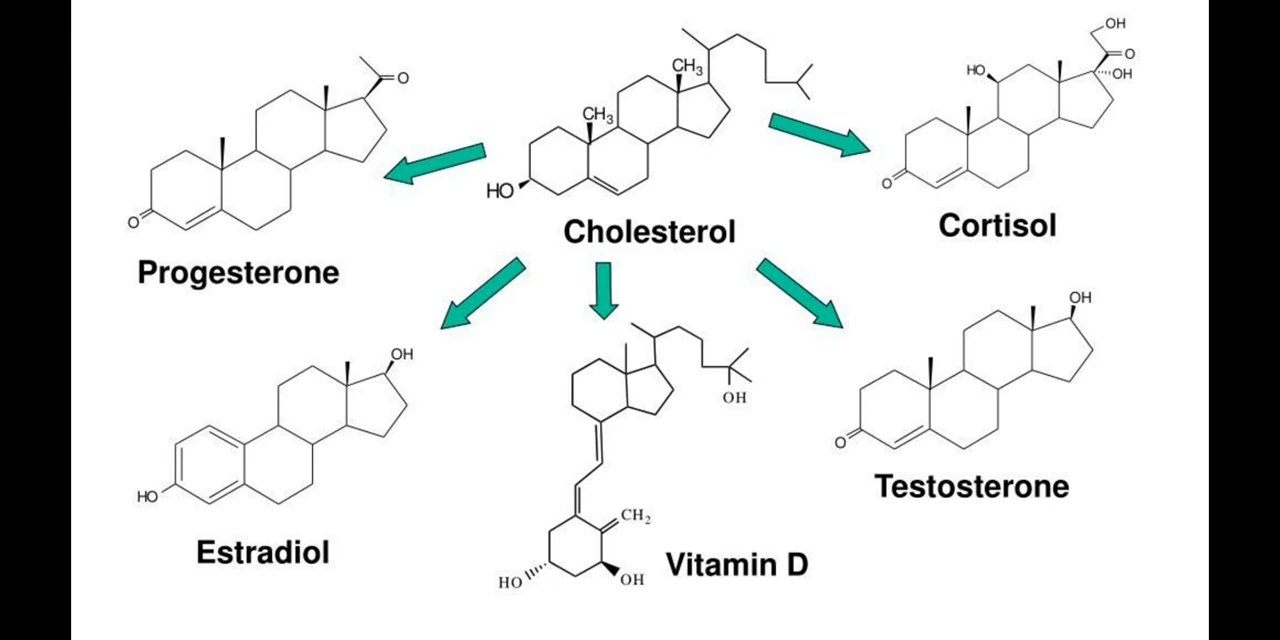 OH
O
HO
OH
O
Progesterone
CH3
CH3
HO
Cholesterol
O
Cortisol
OH
HO
Estradiol
OH
CH2
HO
OH
Vitamin D
OH
O
Testosterone